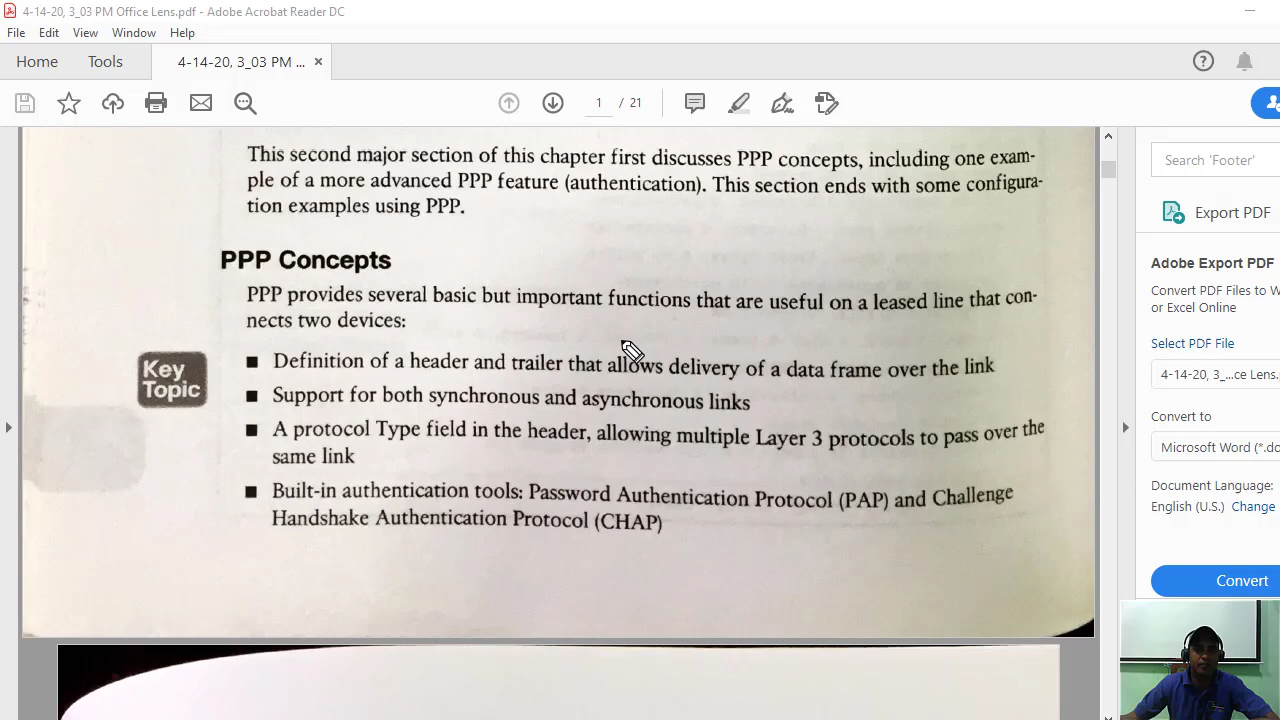 4-14-20, 3_03 PM Office Lens.pdf - Adobe Acrobat Reader DC
File Edit View Window Help
Home Tools 4-14-20, 3_03 PM ... ×
1 / 21
This second major section of this chapter first discusses PPP concepts, including one exam-
ple of a more advanced PPP feature (authentication). This section ends with some configura-
tion examples using PPP.
PPP Concepts
PPP provides several basic but important functions that are useful on a leased line that con-
nects two devices:
Key
Topic
■ Definition of a header and trailer that allows delivery of a data frame over the link
■ Support for both synchronous and asynchronous links
■ A protocol Type field in the header, allowing multiple Layer 3 protocols to pass over the
same link
■ Built-in authentication tools: Password Authentication Protocol (PAP) and Challenge
Handshake Authentication Protocol (CHAP)
Search 'Footer'
Export PDF
Adobe Export PDF
Convert PDF Files to W
or Excel Online
Select PDF File
4-14-20, 3_...ce Lens.p
Convert to
Microsoft Word (*.do
Document Language:
English (U.S.) Change
Convert